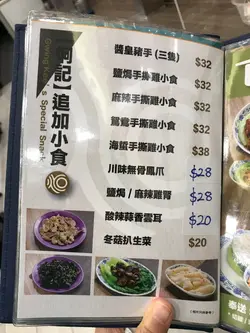 【明記】追加小食
Special Snack
醬皇豬手 (三隻) $32
鹽焗手撕雞小食 $32
麻辣手撕雞小食 $32
鴛鴦手撕雞小食 $32
海蜇手撕雞小食 $38
川味無骨鳳爪 $28
鹽焗/麻辣雞腎 $28
酸辣蒜香雲耳 $20
冬菇扒生菜 $20